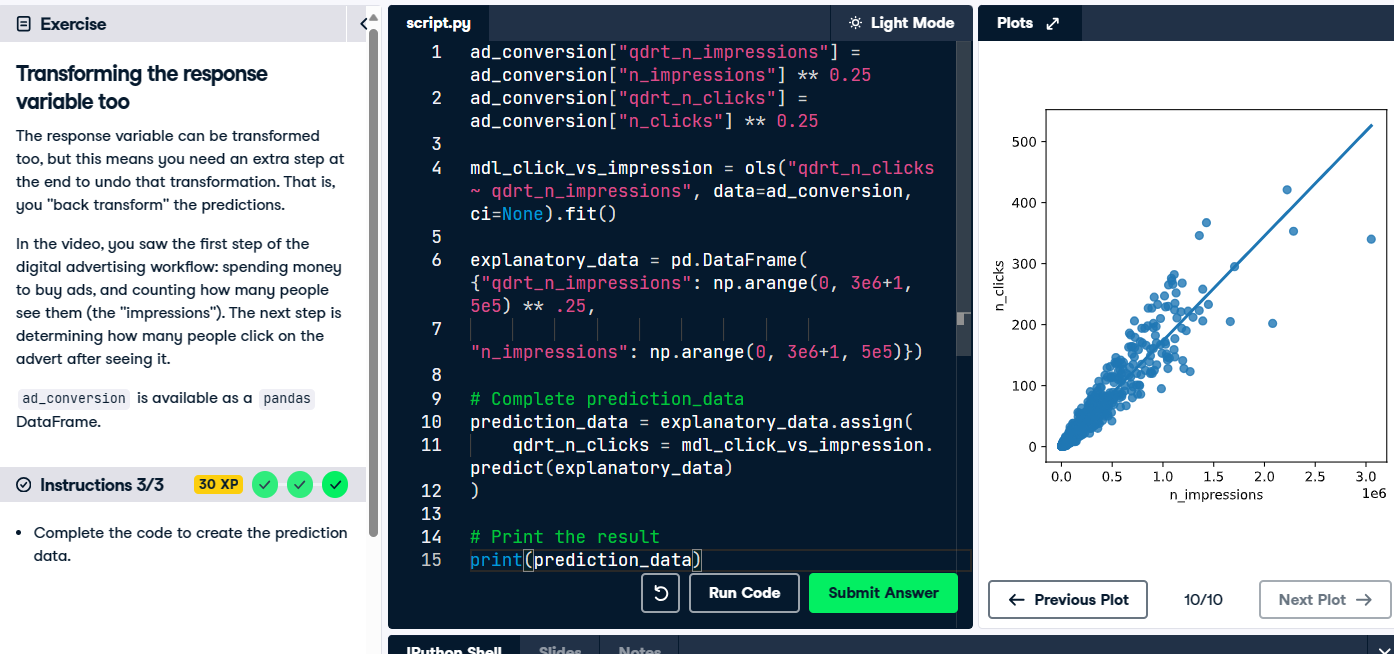 Exercise
Transforming the response
variable too
The response variable can be transformed
too, but this means you need an extra step at
the end to undo that transformation. That is,
you "back transform" the predictions.
In the video, you saw the first step of the
digital advertising workflow: spending money
to buy ads, and counting how many people
see them (the "impressions"). The next step is
determining how many people click on the
advert after seeing it.
ad_conversion is available as a pandas
DataFrame.
Instructions 3/3 30 XP
• Complete the code to create the prediction
data.
script.py Light Mode
1 ad_conversion["qdrt_n_impressions"] =
ad_conversion["n_impressions"] ** 0.25
2 ad_conversion["qdrt_n_clicks"] =
ad_conversion["n_clicks"] ** 0.25
3
4 mdl_click_vs_impression = ols("qdrt_n_clicks
~ qdrt_n_impressions", data=ad_conversion,
ci=None).fit()
5
6 explanatory_data = pd.DataFrame(
{"qdrt_n_impressions": np.arange(0, 3e6+1,
5e5) ** .25,
7
"n_impressions": np.arange(0, 3e6+1, 5e5)})
8
9 # Complete prediction_data
10 prediction_data = explanatory_data.assign(
11 qdrt_n_clicks = mdl_click_vs_impression.
predict(explanatory_data)
12 )
13
14 # Print the result
15 print(prediction_data)
Run Code Submit Answer
IPython Shell Slides Notes
Plots
500
400
300
200
100
0
n_clicks
0.0 0.5 1.0 1.5 2.0 2.5 3.0
n_impressions 1e6
← Previous Plot 10/10 Next Plot →